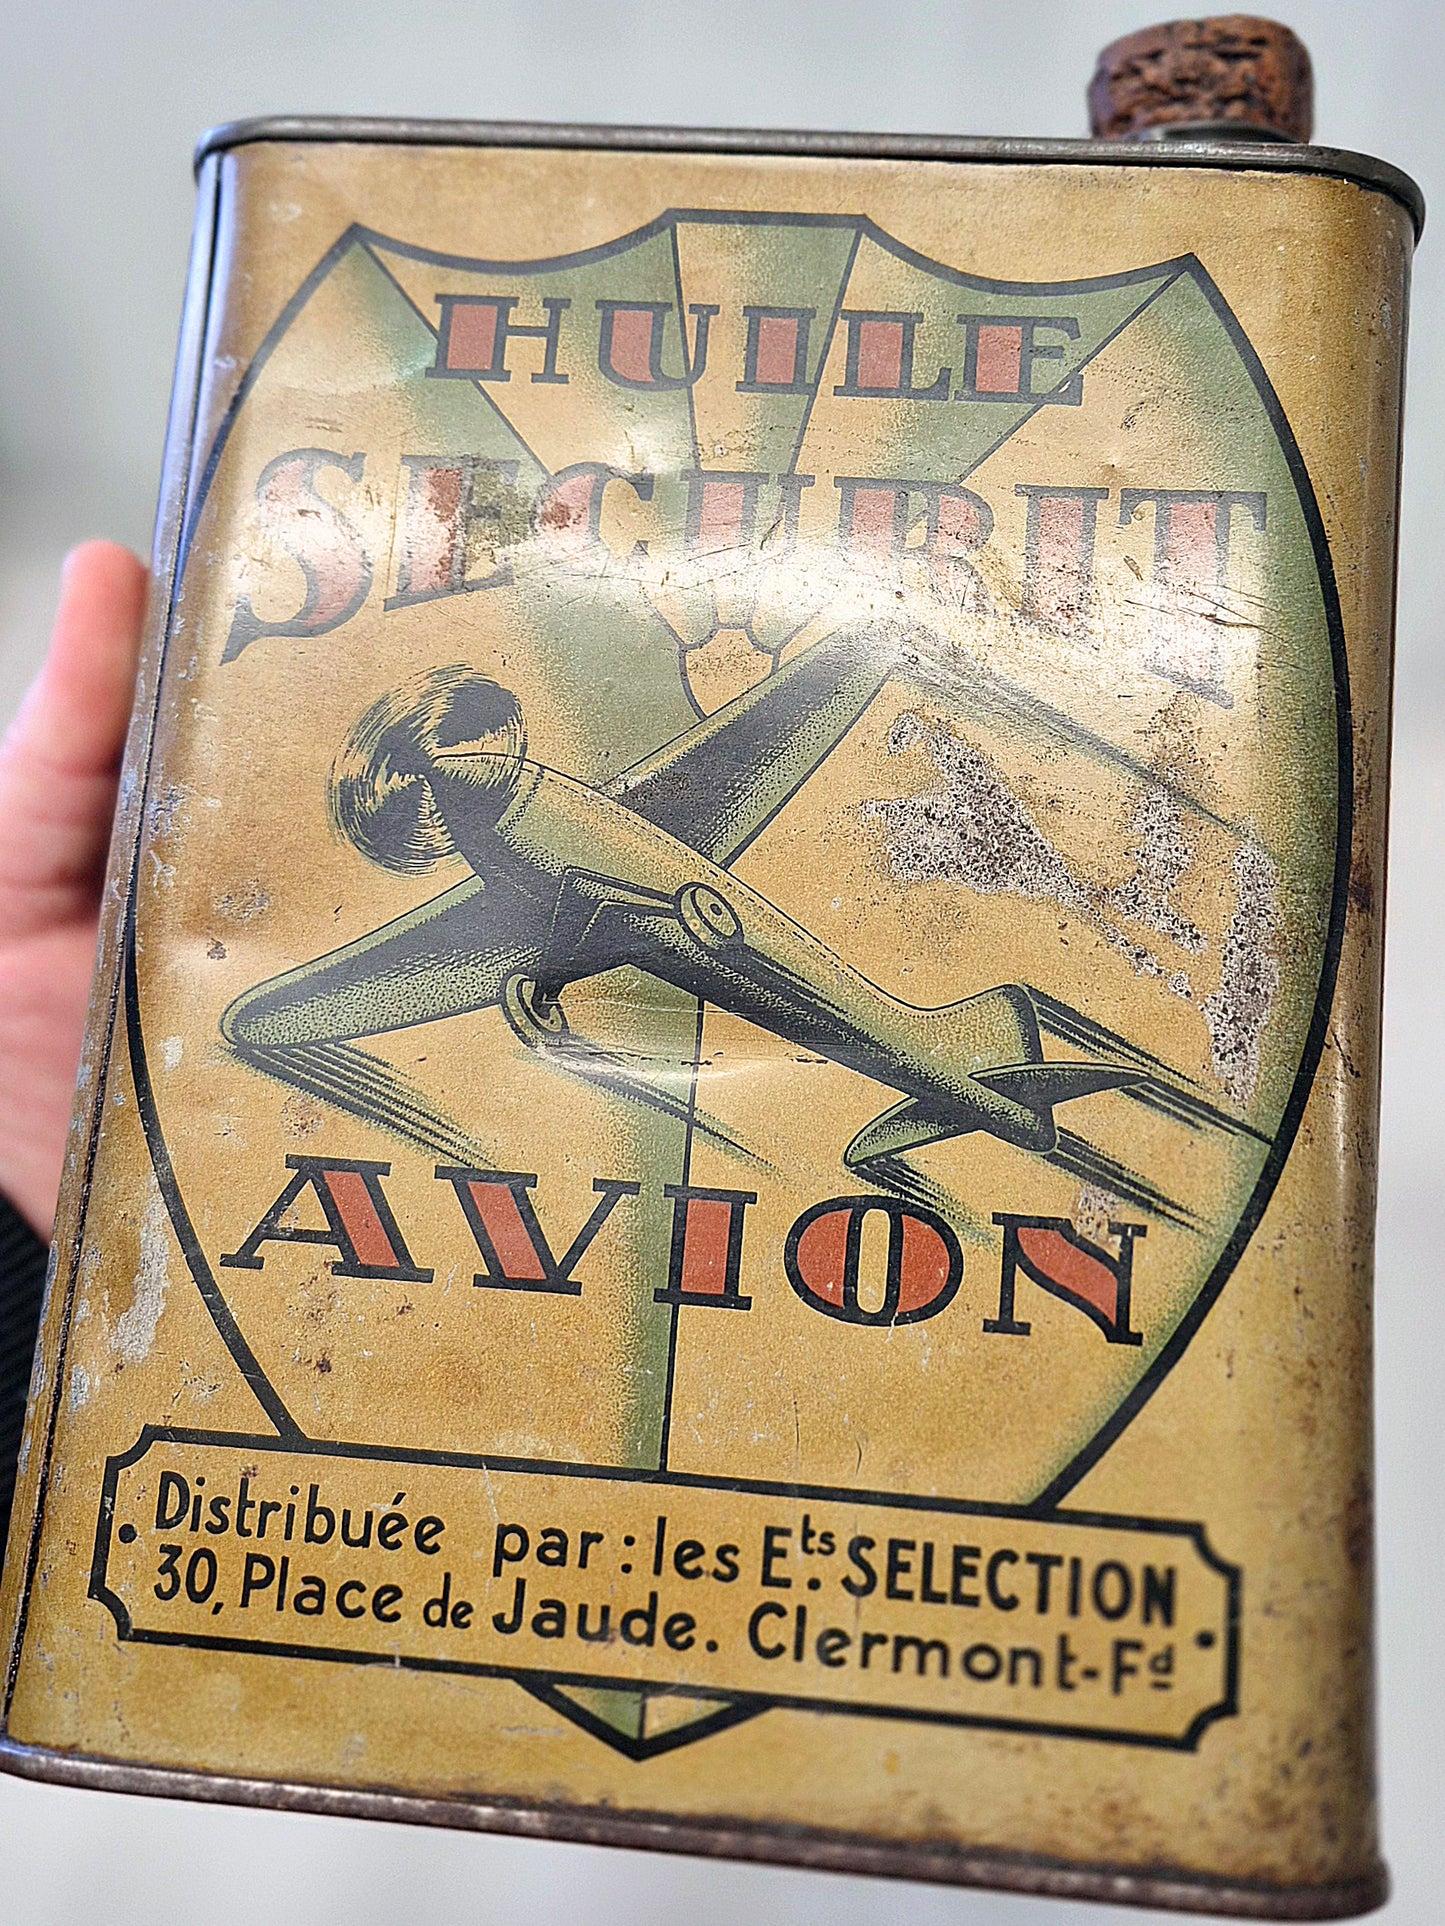 HUILE
SECURIT
AVION
Distribuée par : les Ets. SELECTION
30, Place de Jaude. Clermont-Fd